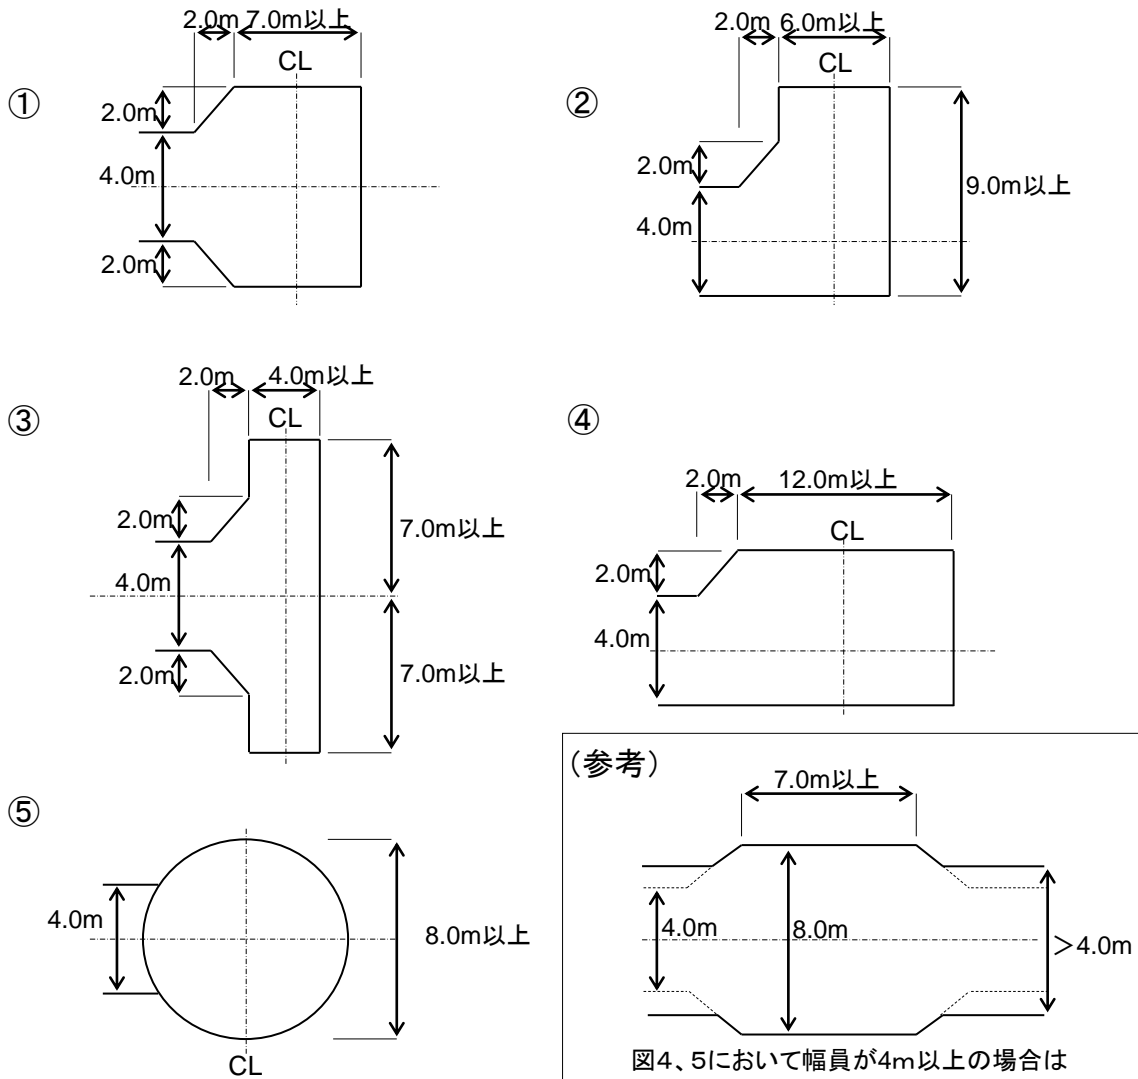 ①
2.0m 7.0m以上
CL
2.0m
4.0m
2.0m
②
2.0m 6.0m以上
CL
2.0m
4.0m
9.0m以上
③
2.0m 4.0m以上
CL
2.0m
4.0m
2.0m
7.0m以上
7.0m以上
④
2.0m 12.0m以上
CL
2.0m
4.0m
⑤
4.0m
8.0m以上
CL
(参考)
7.0m以上
4.0m
8.0m
>4.0m
図4、5において幅員が4m以上の場合は